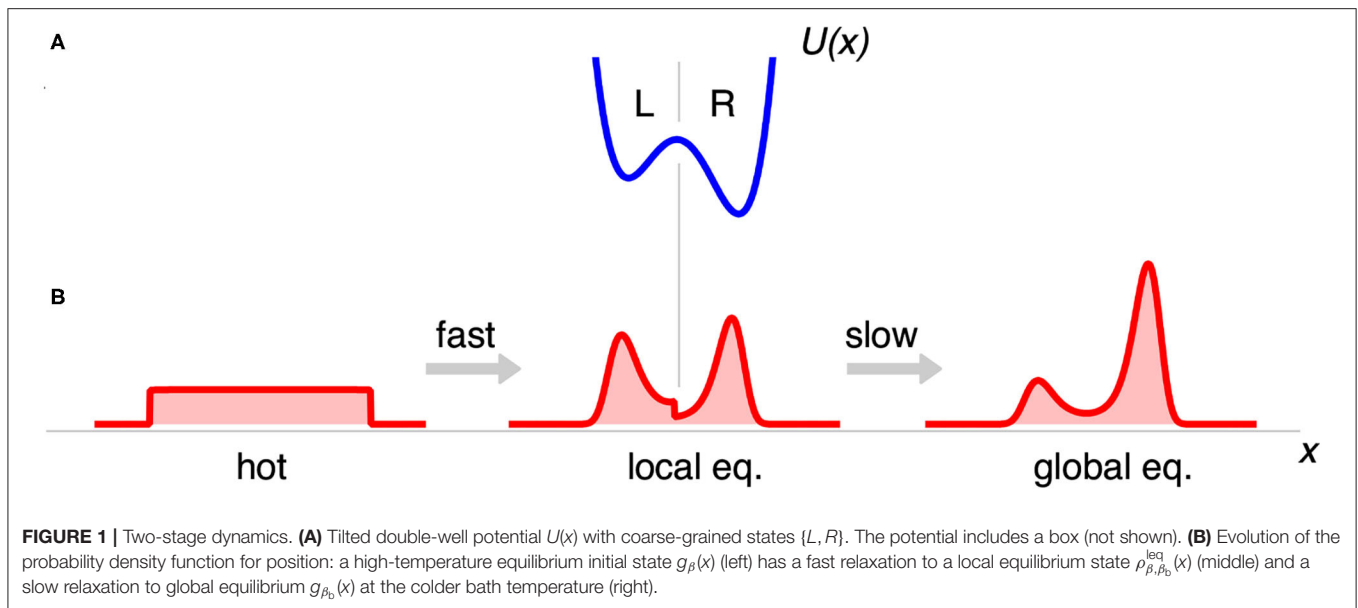 A
U(x)
L
R
B
fast
slow
hot
local eq.
global eq.
x
FIGURE 1 | Two-stage dynamics. (A) Tilted double-well potential U(x) with coarse-grained states {L, R}. The potential includes a box (not shown). (B) Evolution of the
probability density function for position: a high-temperature equilibrium initial state gβ(x) (left) has a fast relaxation to a local equilibrium state ρ^leq_β,βb(x) (middle) and a
slow relaxation to global equilibrium gβb(x) at the colder bath temperature (right).